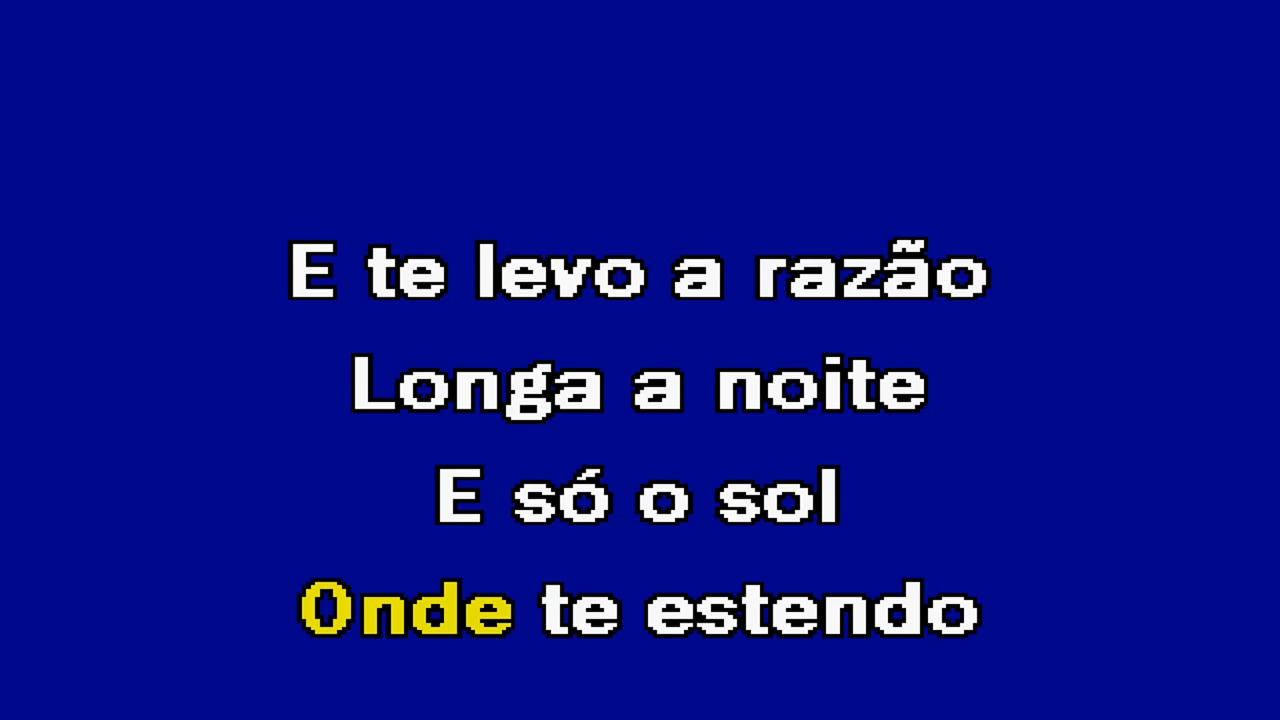 E te levo a razão
Longa a noite
E só o sol
Onde te estendo